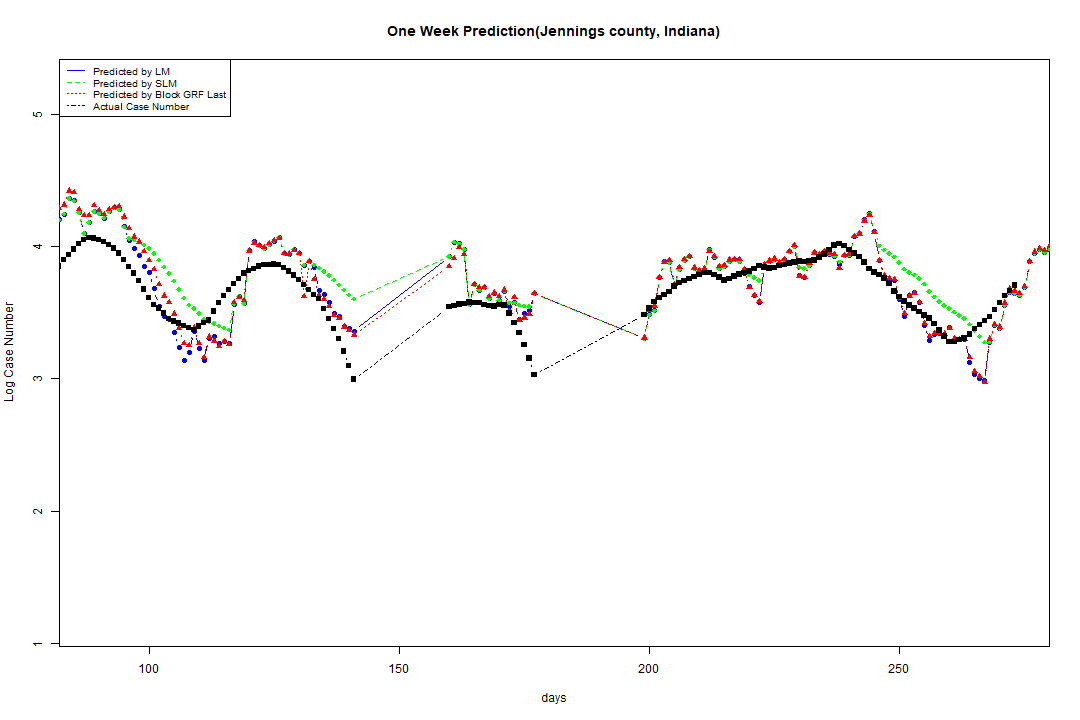 One Week Prediction(Jennings county, Indiana)
Predicted by LM
Predicted by SLM
Predicted by Block GRF Last
Actual Case Number
5
4
3
2
1
Log Case Number
100 150 200 250
days